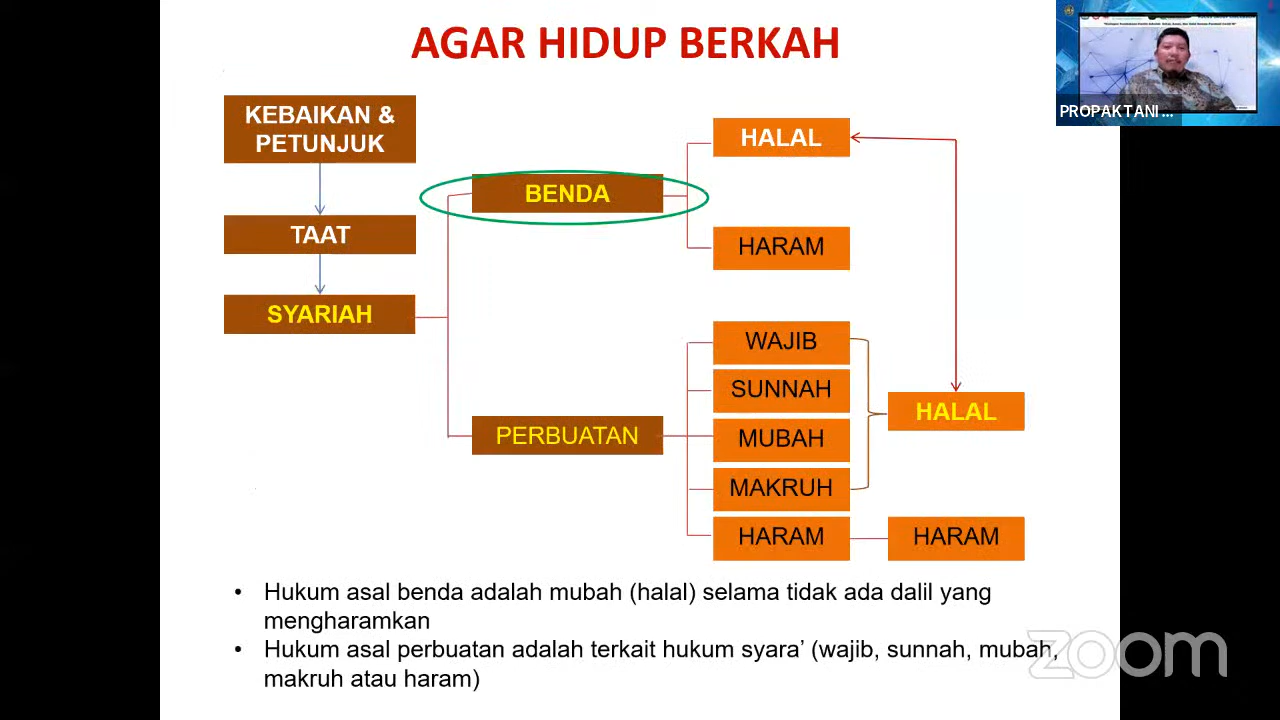 AGAR HIDUP BERKAH
KEBAIKAN &
PETUNJUK
TAAT
SYARIAH
BENDA
PERBUATAN
HALAL
HARAM
WAJIB
SUNNAH
MUBAH
MAKRUH
HARAM
HALAL
HARAM
• Hukum asal benda adalah mubah (halal) selama tidak ada dalil yang
mengharamkan
• Hukum asal perbuatan adalah terkait hukum syara’ (wajib, sunnah, mubah,
makruh atau haram)
PROPAKTANI ...
zoom